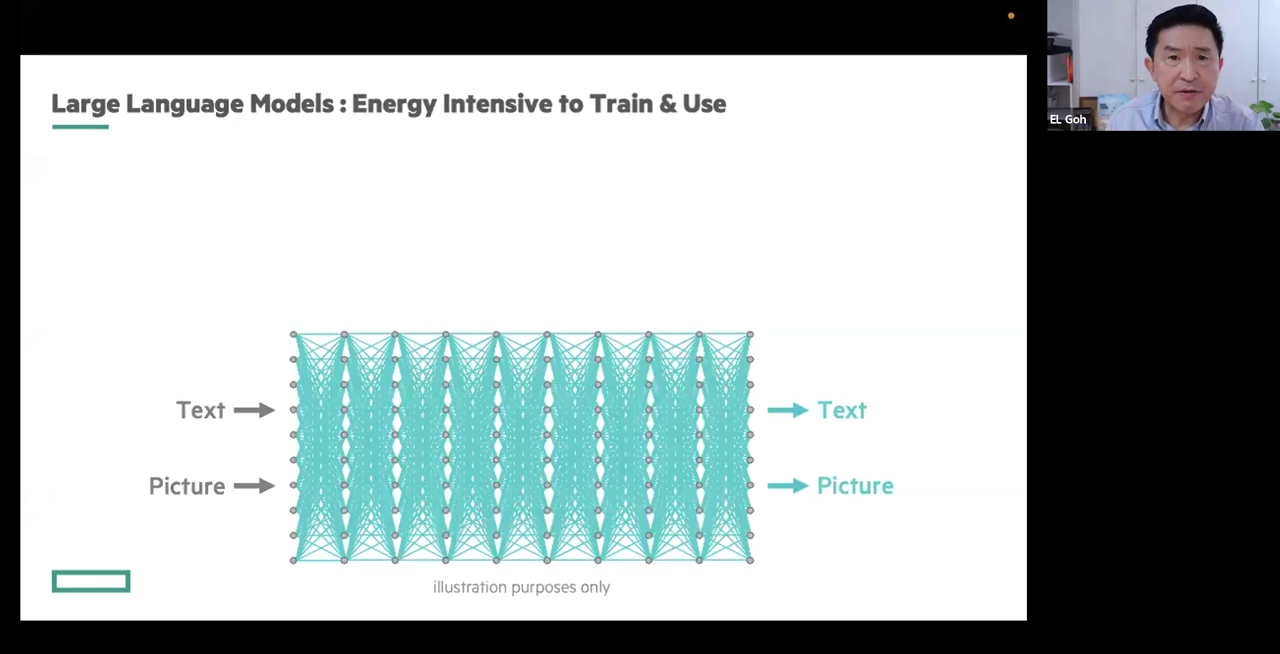 Large Language Models : Energy Intensive to Train & Use
EL Goh
Text
Text
Picture
Picture
illustration purposes only